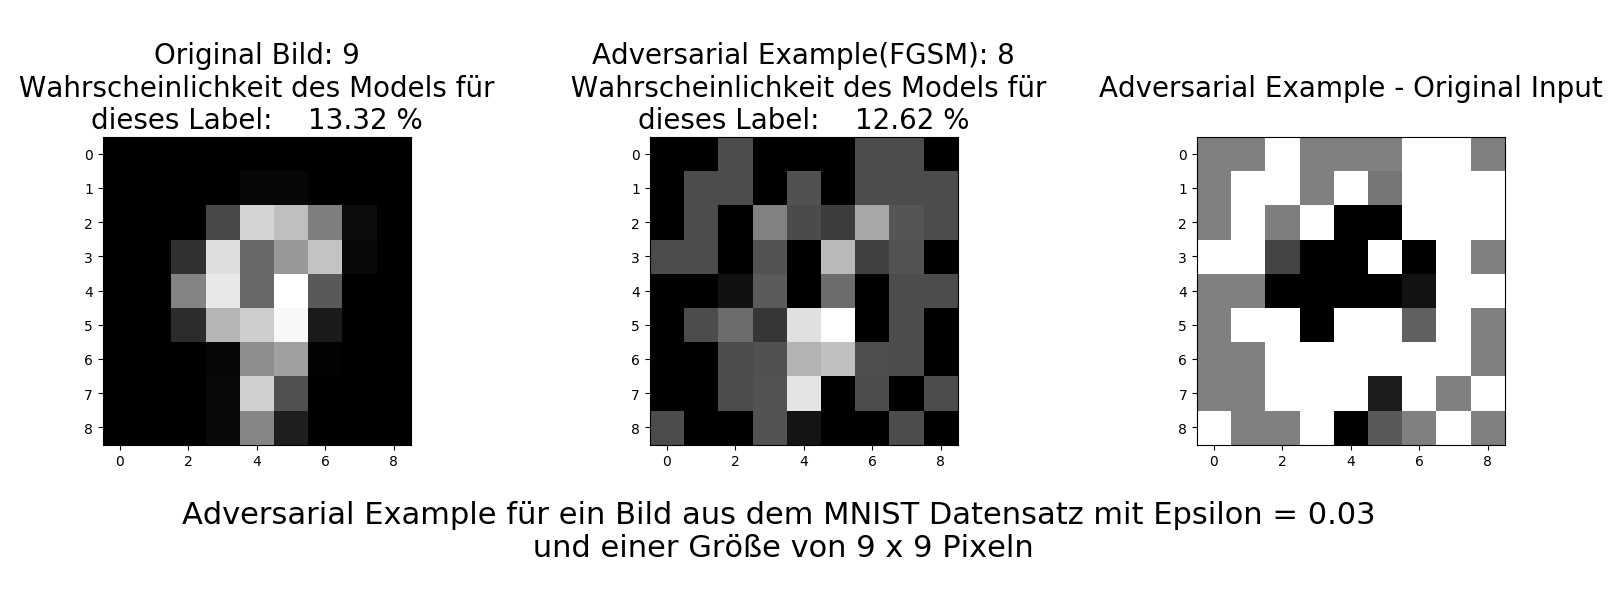 Original Bild: 9
Wahrscheinlichkeit des Models für
dieses Label: 13.32 %
Adversarial Example(FGSM): 8
Wahrscheinlichkeit des Models für
dieses Label: 12.62 %
Adversarial Example - Original Input
0
1
2
3
4
5
6
7
8
0 2 4 6 8
0
1
2
3
4
5
6
7
8
0 2 4 6 8
0
1
2
3
4
5
6
7
8
0 2 4 6 8
Adversarial Example für ein Bild aus dem MNIST Datensatz mit Epsilon = 0.03
und einer Größe von 9 x 9 Pixeln